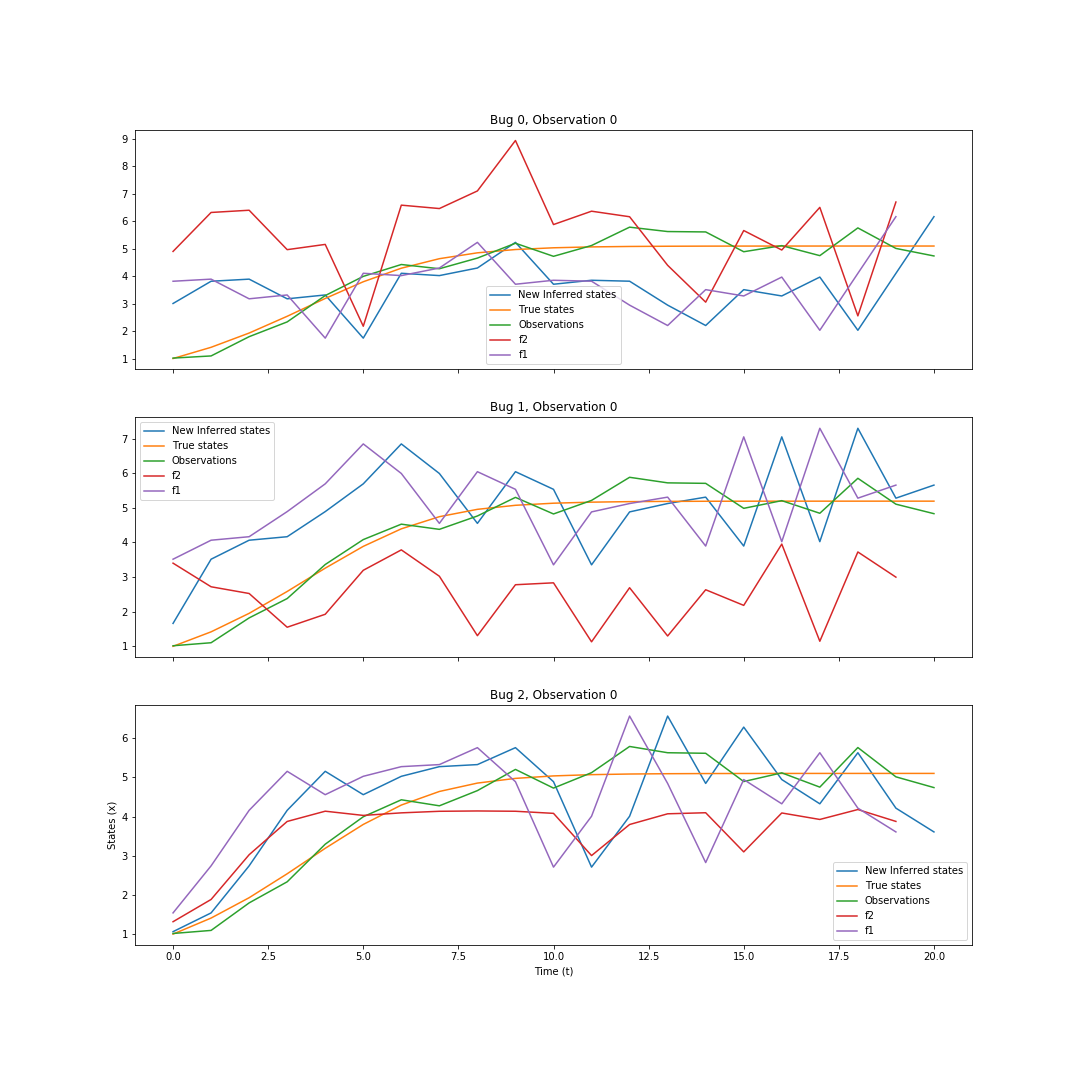 Bug 0, Observation 0
9
8
7
6
5
4
3
2
1
New Inferred states
True states
Observations
f2
f1
Bug 1, Observation 0
7
6
5
4
3
2
1
New Inferred states
True states
Observations
f2
f1
Bug 2, Observation 0
States (x)
6
5
4
3
2
1
New Inferred states
True states
Observations
f2
f1
0.0 2.5 5.0 7.5 10.0 12.5 15.0 17.5 20.0
Time (t)